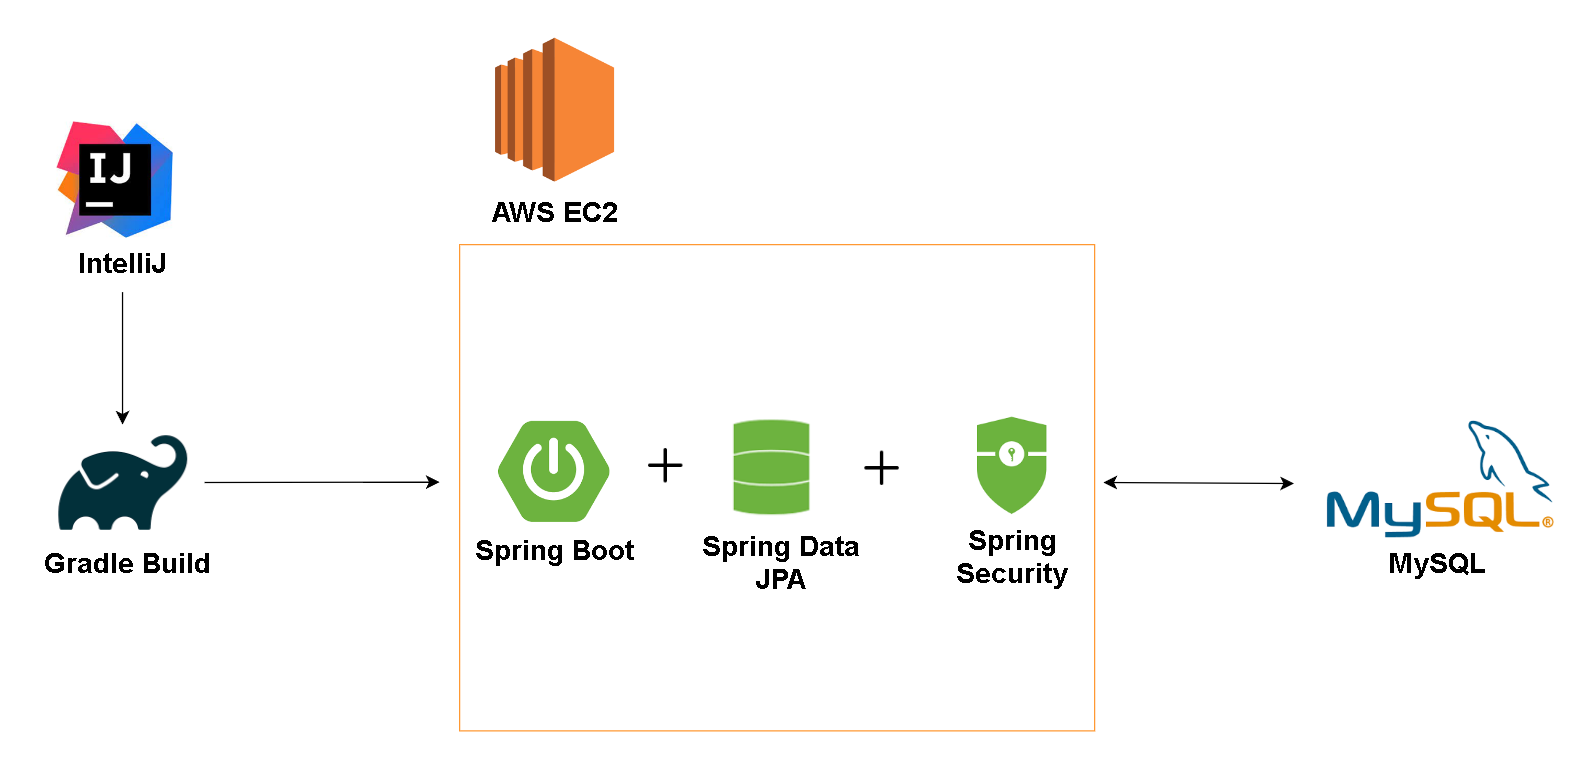 AWS EC2
IJ
IntelliJ
Gradle Build
Spring Boot
Spring Data
JPA
Spring
Security
MySQL®
MySQL